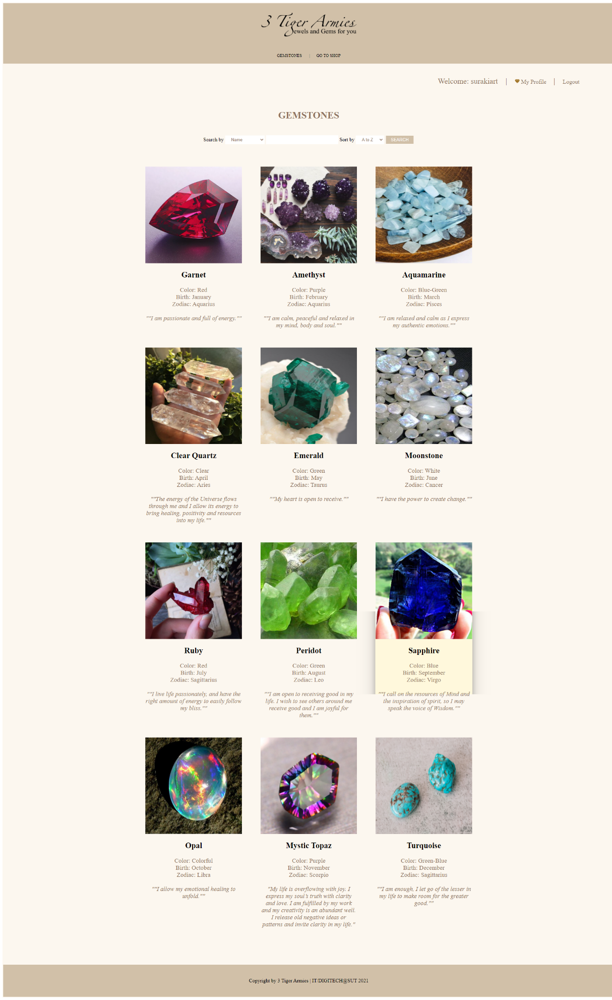 3 Tiger Armies
Jewels and Gems for you
GEMSTONES | GO TO SHOP
Welcome: surakiart | My Profile | Logout
GEMSTONES
Search by Name Sort by A to Z SEARCH
Garnet
Color: Red
Birth: January
Zodiac: Aquarius
""I am passionate and full of energy.""
Amethyst
Color: Purple
Birth: February
Zodiac: Aquarius
""I am calm, peaceful and relaxed in
my mind, body and soul.""
Aquamarine
Color: Blue-Green
Birth: March
Zodiac: Pisces
""I am relaxed and calm as I express
my authentic emotions.""
Clear Quartz
Color: Clear
Birth: April
Zodiac: Aries
""The energy of the Universe flows
through me and I allow its energy to
bring healing, positivity and resources
into my life.""
Emerald
Color: Green
Birth: May
Zodiac: Taurus
""My heart is open to receive.""
Moonstone
Color: White
Birth: June
Zodiac: Cancer
""I have the power to create change.""
Ruby
Color: Red
Birth: July
Zodiac: Sagittarius
""I live life passionately, and have the
right amount of energy to easily follow
my bliss.""
Peridot
Color: Green
Birth: August
Zodiac: Leo
""I am open to receiving good in my
life. I wish to see others around me
receive good and I am joyful for
them.""
Sapphire
Color: Blue
Birth: September
Zodiac: Virgo
""I call on the resources of Mind and
the inspiration of spirit, so I may
speak the voice of Wisdom.""
Opal
Color: Colorful
Birth: October
Zodiac: Libra
""I allow my emotional healing to
unfold.""
Mystic Topaz
Color: Purple
Birth: November
Zodiac: Scorpio
"My life is overflowing with joy. I
express my soul's truth with clarity
and love. I am fulfilled by my work
and my creativity is an abundant well.
I release old negative ideas or
patterns and invite clarity in my life."
Turquoise
Color: Green-Blue
Birth: December
Zodiac: Sagittarius
""I am enough, I let go of the lesser in
my life to make room for the greater
good.""
Copyright by 3 Tiger Armies | IT/DIGITECH@SUT 2021